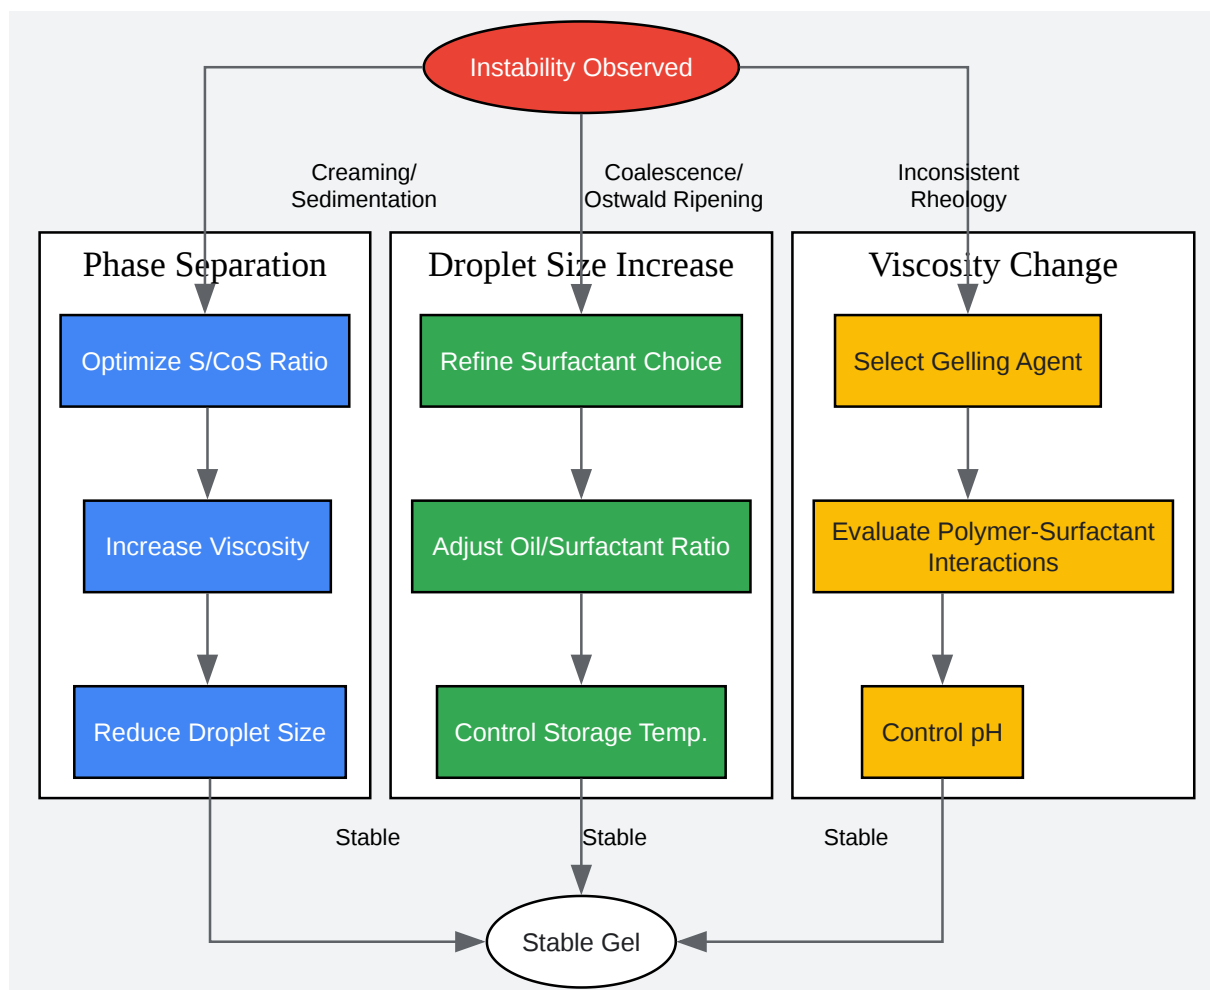 Instability Observed
Creaming/
Sedimentation
Coalescence/
Ostwald Ripening
Inconsistent
Rheology
Phase Separation
Optimize S/CoS Ratio
Increase Viscosity
Reduce Droplet Size
Droplet Size Increase
Refine Surfactant Choice
Adjust Oil/Surfactant Ratio
Control Storage Temp.
Viscosity Change
Select Gelling Agent
Evaluate Polymer-Surfactant
Interactions
Control pH
Stable
Stable
Stable
Stable Gel